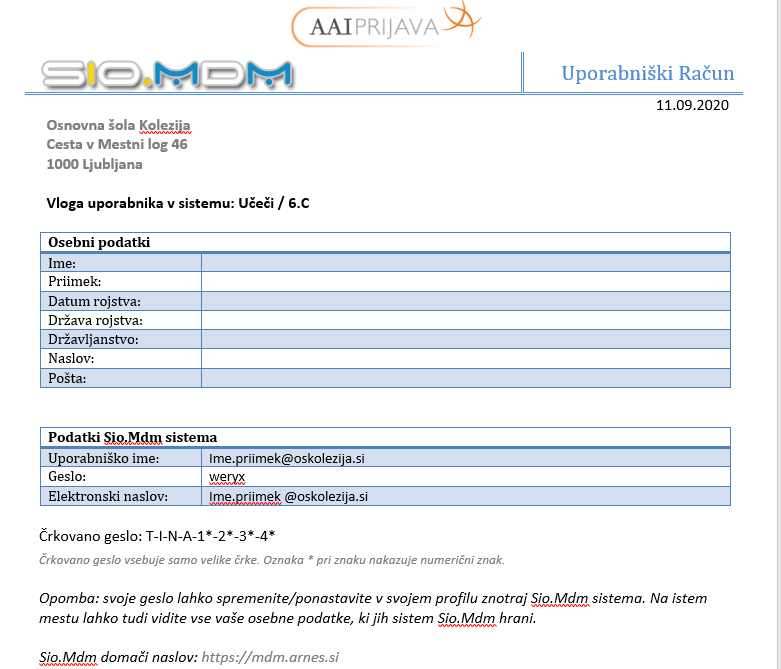 AAIPRIJAVA
SIO.MDM
Uporabniški Račun
11.09.2020
Osnovna šola Kolezija
Cesta v Mestni log 46
1000 Ljubljana
Vloga uporabnika v sistemu: Učeči / 6.C
Osebni podatki
Ime:
Priimek:
Datum rojstva:
Država rojstva:
Državljanstvo:
Naslov:
Pošta:
Podatki Sio.Mdm sistema
Uporabniško ime: Ime.priimek@oskolezija.si
Geslo: weryx
Elektronski naslov: Ime.priimek @oskolezija.si
Črkovano geslo: T-I-N-A-1*-2*-3*-4*
Črkovano geslo vsebuje samo velike črke. Oznaka * pri znaku nakazuje numerični znak.
Opomba: svoje geslo lahko spremenite/ponastavite v svojem profilu znotraj Sio.Mdm sistema. Na istem
mestu lahko tudi vidite vse vaše osebne podatke, ki jih sistem Sio.Mdm hrani.
Sio.Mdm domači naslov: https://mdm.arnes.si